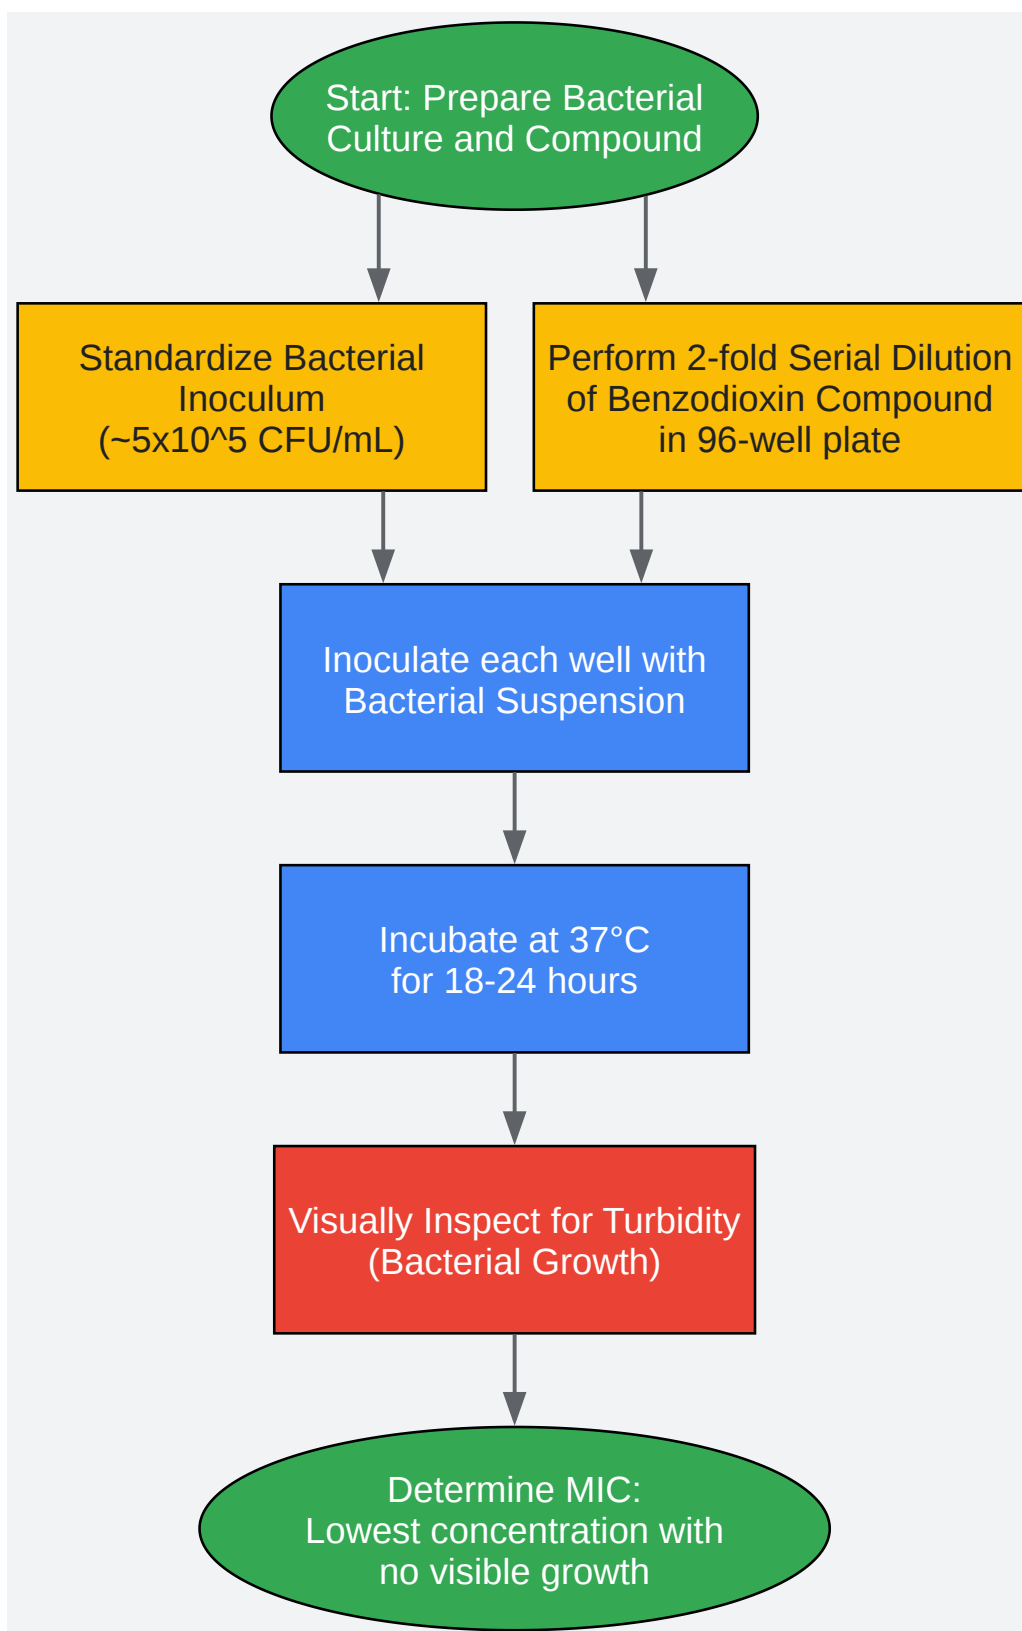 Start: Prepare Bacterial
Culture and Compound
Standardize Bacterial
Inoculum
(~5x10^5 CFU/mL)
Perform 2-fold Serial Dilution
of Benzodioxin Compound
in 96-well plate
Inoculate each well with
Bacterial Suspension
Incubate at 37°C
for 18-24 hours
Visually Inspect for Turbidity
(Bacterial Growth)
Determine MIC:
Lowest concentration with
no visible growth